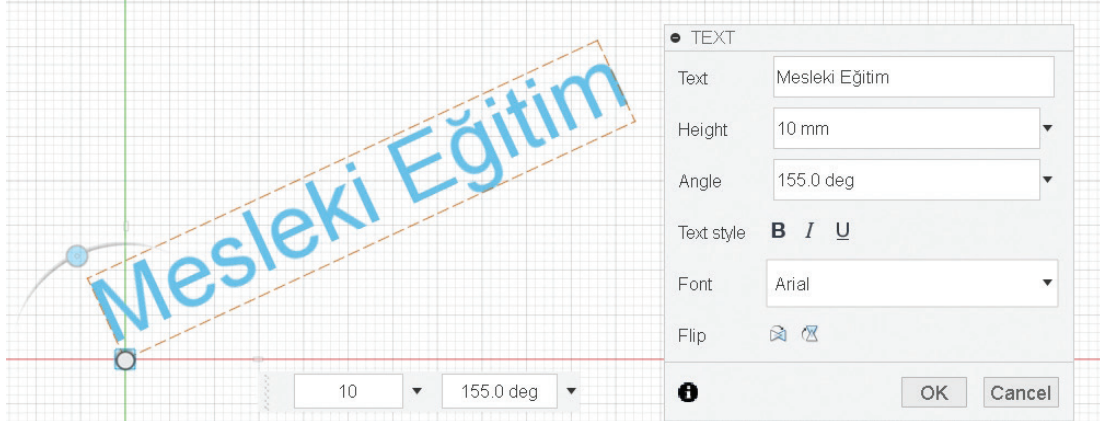 Mesleki Eğitim
TEXT
Text Mesleki Eğitim
Height 10 mm
Angle 155.0 deg
Text style B I U
Font Arial
Flip
10 155.0 deg
OK Cancel